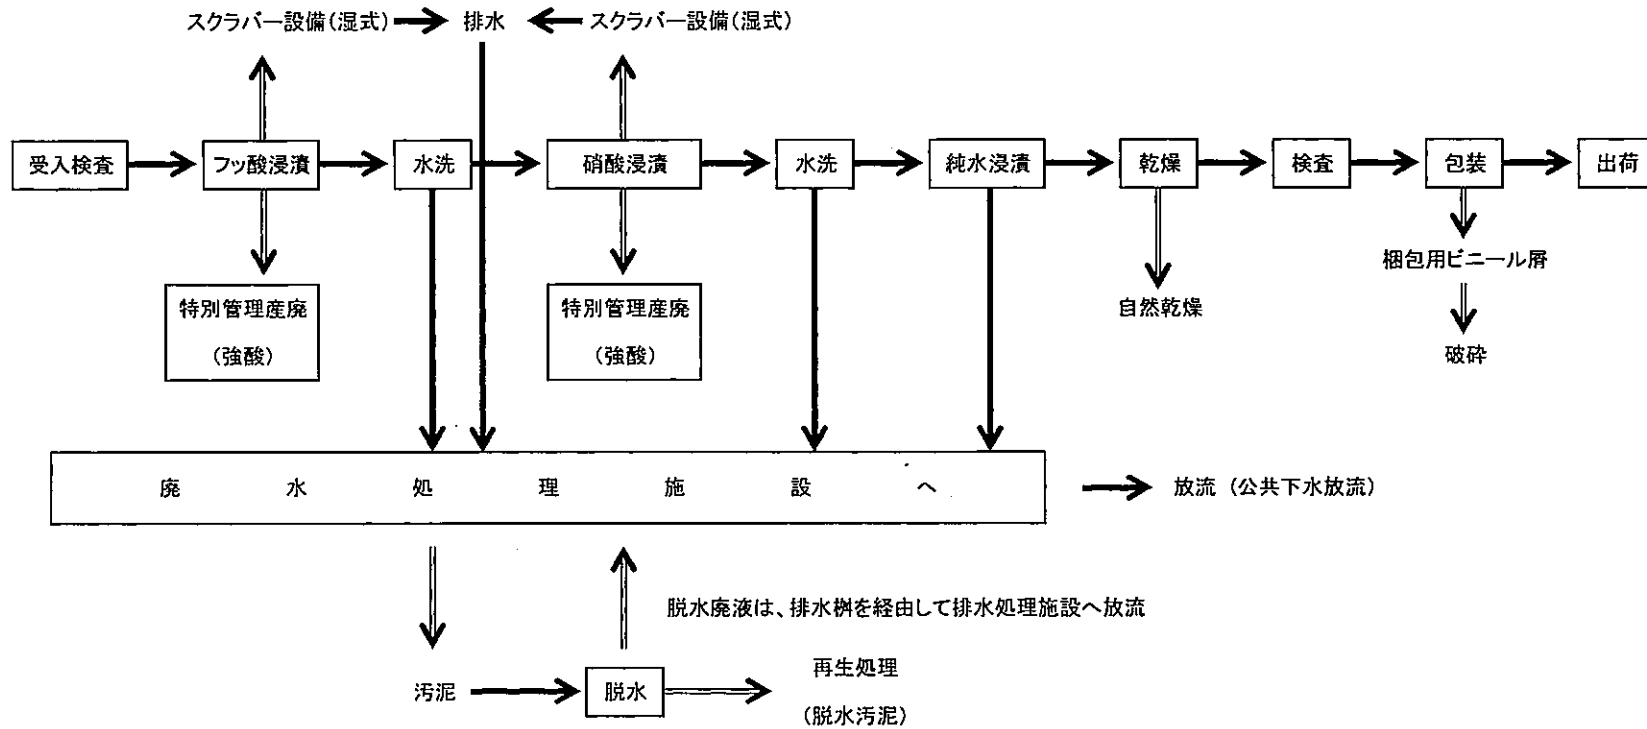 スクラバー設備(湿式)
排水
スクラバー設備(湿式)
受入検査
フッ酸浸漬
水洗
硝酸浸漬
水洗
純水浸漬
乾燥
検査
包装
出荷
特別管理産廃
(強酸)
特別管理産廃
(強酸)
自然乾燥
梱包用ビニール屑
破砕
廃水処理施設へ
放流(公共下水放流)
脱水廃液は、排水桝を経由して排水処理施設へ放流
汚泥
脱水
再生処理
(脱水汚泥)